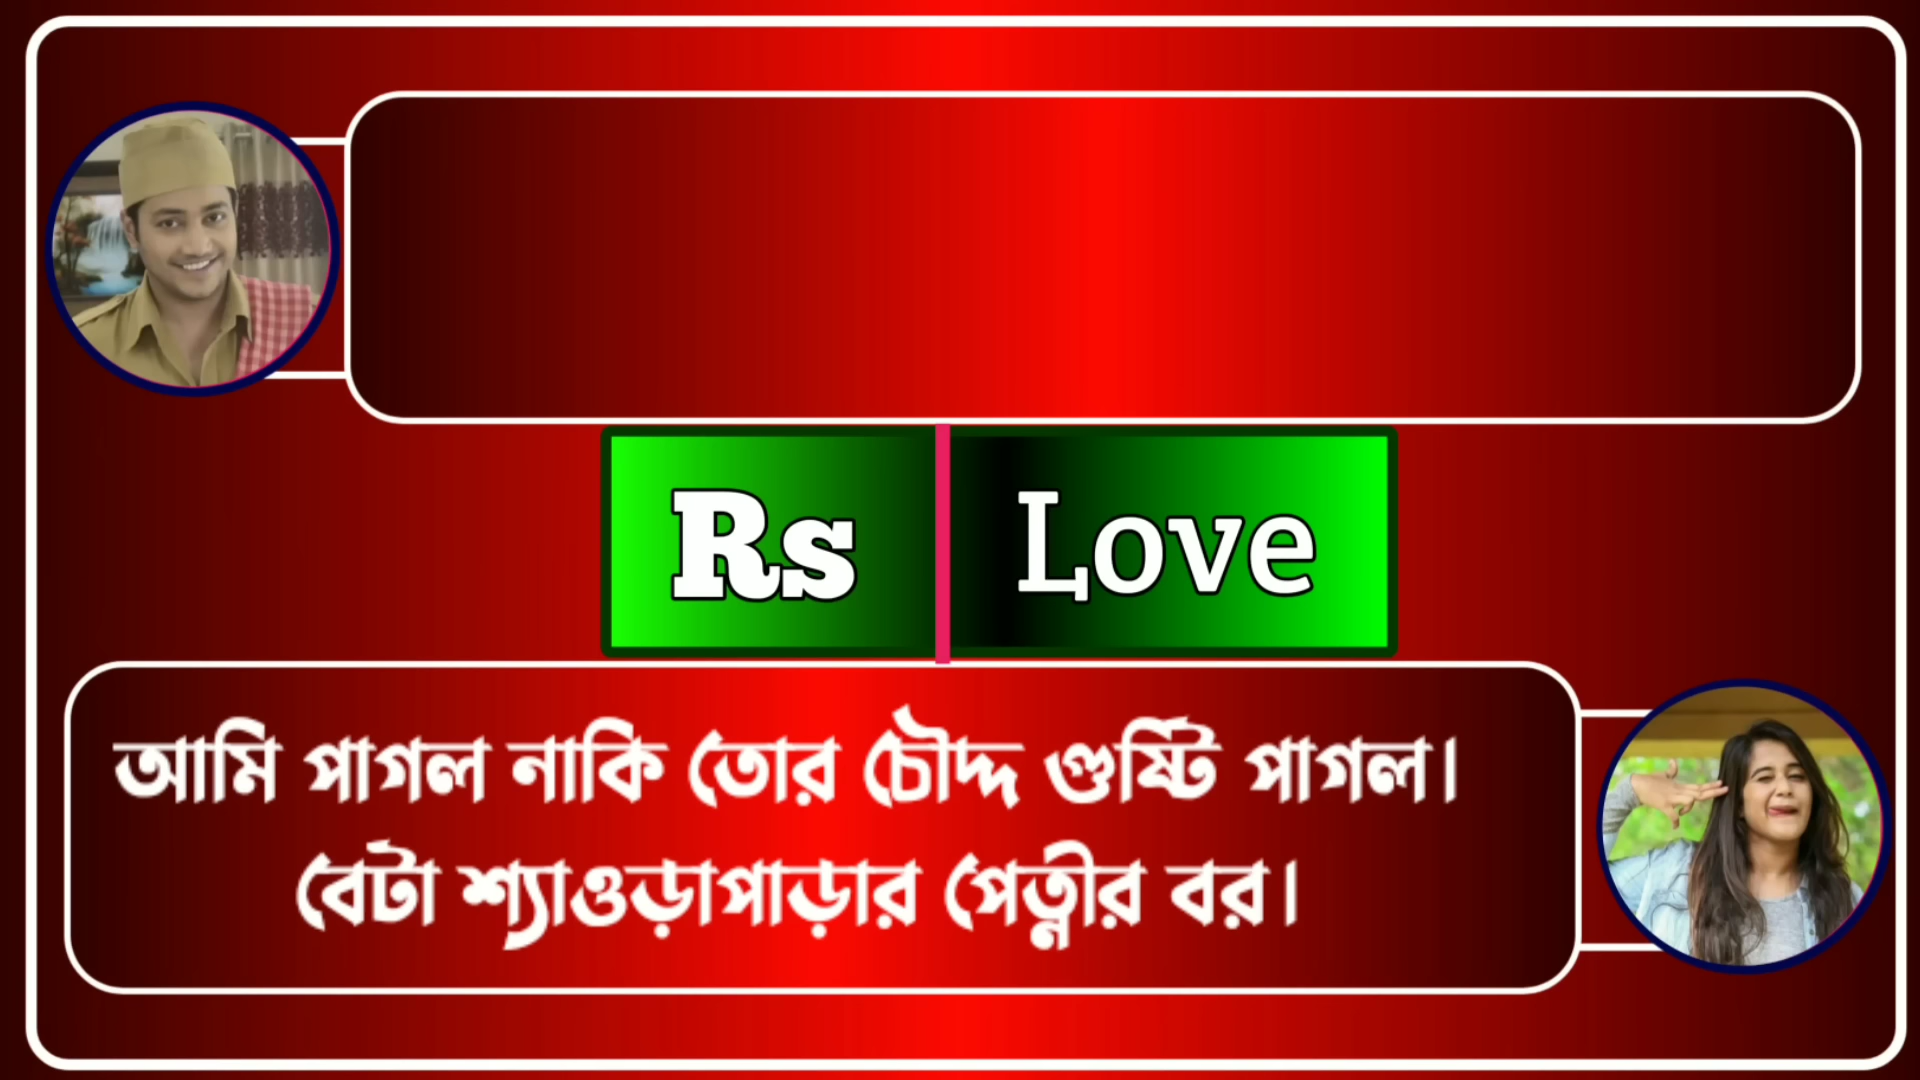 Rs Love
আমি পাগল নাকি তোর চৌদ্দ গুষ্টি পাগল।
বেটা শ্যাওড়াপাড়ার পেত্নীর বর।